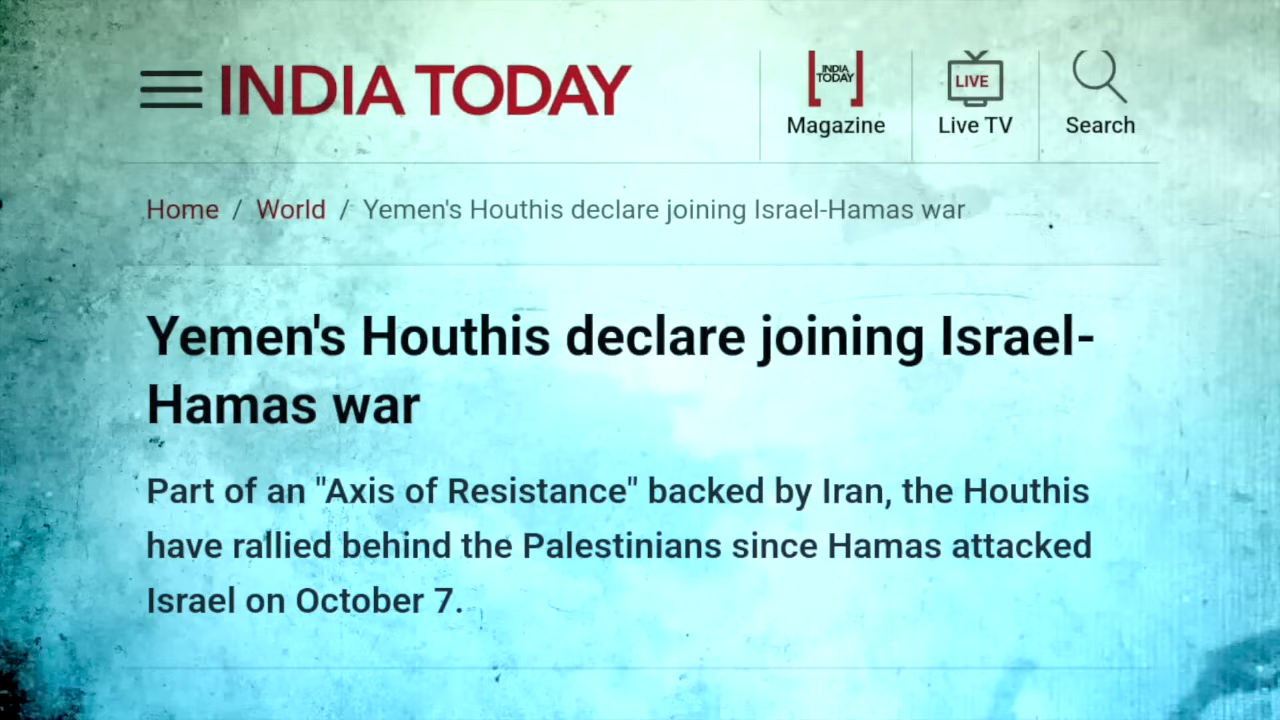 INDIA TODAY
INDIA
TODAY
Magazine
LIVE
Live TV
Search
Home / World / Yemen's Houthis declare joining Israel-Hamas war
Yemen's Houthis declare joining Israel-
Hamas war
Part of an "Axis of Resistance" backed by Iran, the Houthis
have rallied behind the Palestinians since Hamas attacked
Israel on October 7.